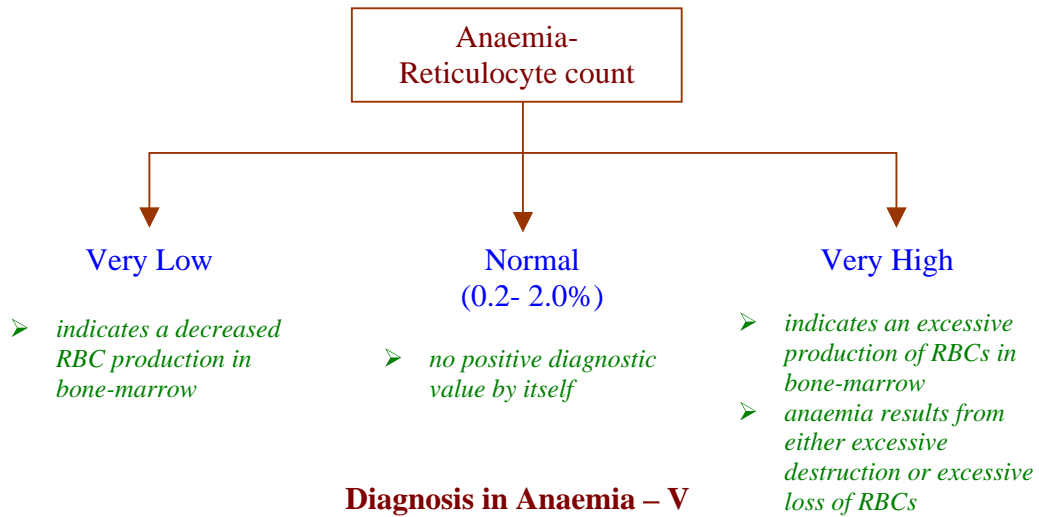 Anaemia-
Reticulocyte count
Very Low
➢ indicates a decreased
RBC production in
bone-marrow
Normal
(0.2- 2.0%)
➢ no positive diagnostic
value by itself
Very High
➢ indicates an excessive
production of RBCs in
bone-marrow
➢ anaemia results from
either excessive
destruction or excessive
loss of RBCs
Diagnosis in Anaemia – V